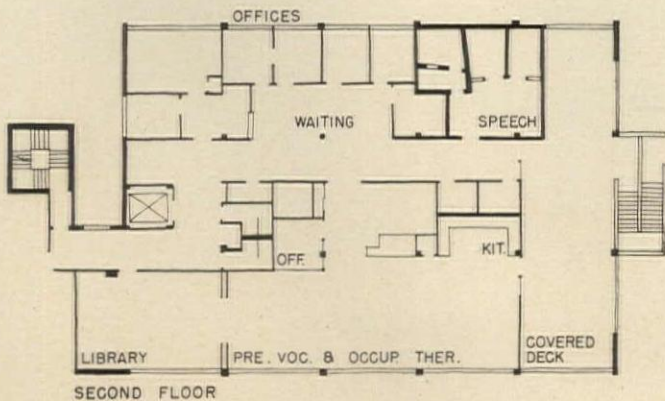 OFFICES
WAITING
SPEECH
OFF.
KIT.
LIBRARY
PRE. VOC. & OCCUP. THER.
COVERED
DECK
SECOND FLOOR